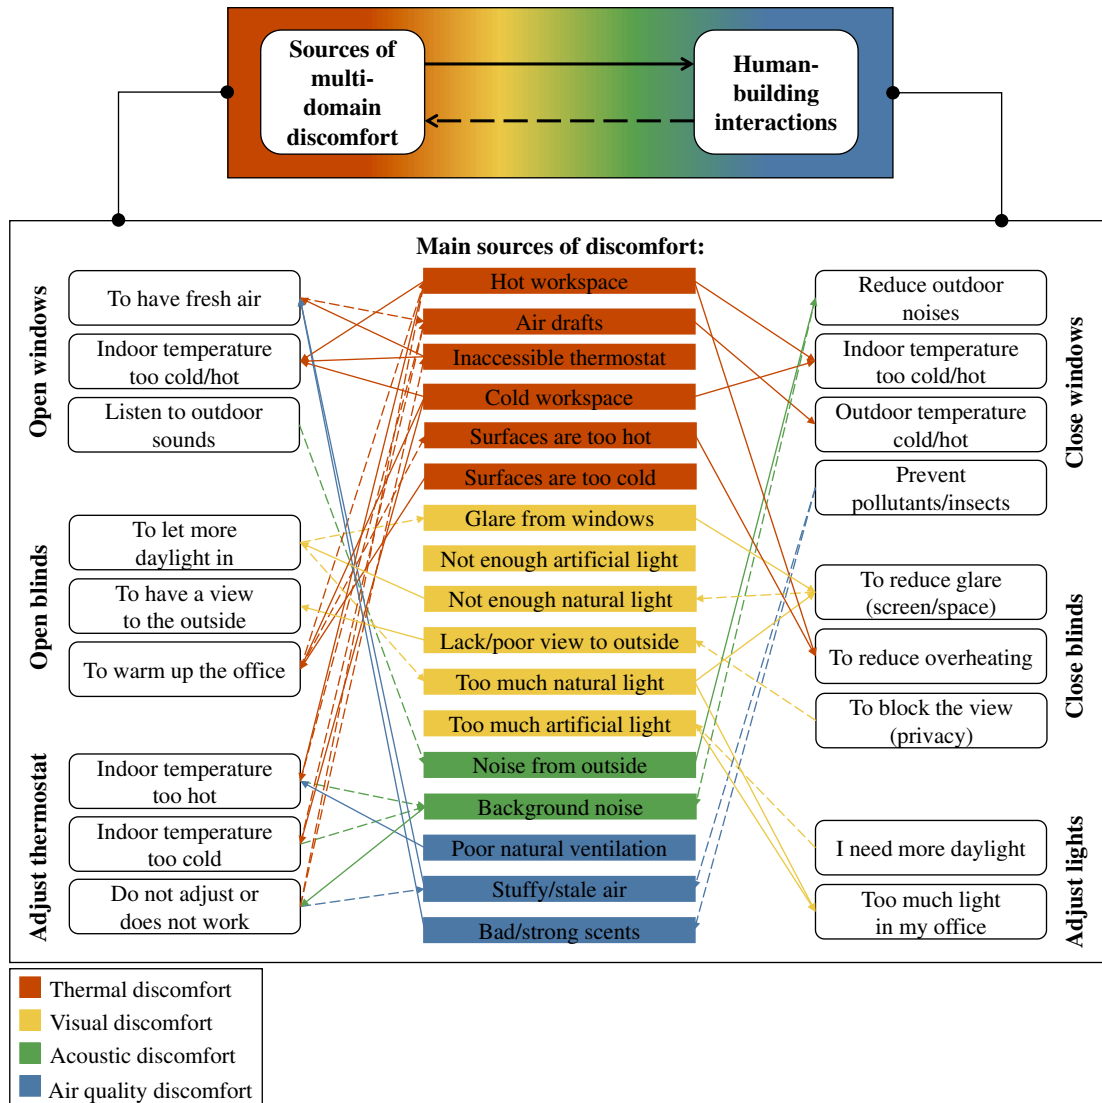 Sources of
multi-
domain
discomfort
Human-
building
interactions
Main sources of discomfort:
Open windows
To have fresh air
Indoor temperature
too cold/hot
Listen to outdoor
sounds
Open blinds
To let more
daylight in
To have a view
to the outside
To warm up the office
Adjust thermostat
Indoor temperature
too hot
Indoor temperature
too cold
Do not adjust or
does not work
Hot workspace
Air drafts
Inaccessible thermostat
Cold workspace
Surfaces are too hot
Surfaces are too cold
Glare from windows
Not enough artificial light
Not enough natural light
Lack/poor view to outside
Too much natural light
Too much artificial light
Noise from outside
Background noise
Poor natural ventilation
Stuffy/stale air
Bad/strong scents
Reduce outdoor
noises
Indoor temperature
too cold/hot
Outdoor temperature
cold/hot
Prevent
pollutants/insects
Close windows
To reduce glare
(screen/space)
To reduce overheating
To block the view
(privacy)
Close blinds
I need more daylight
Too much light
in my office
Adjust lights
Thermal discomfort
Visual discomfort
Acoustic discomfort
Air quality discomfort